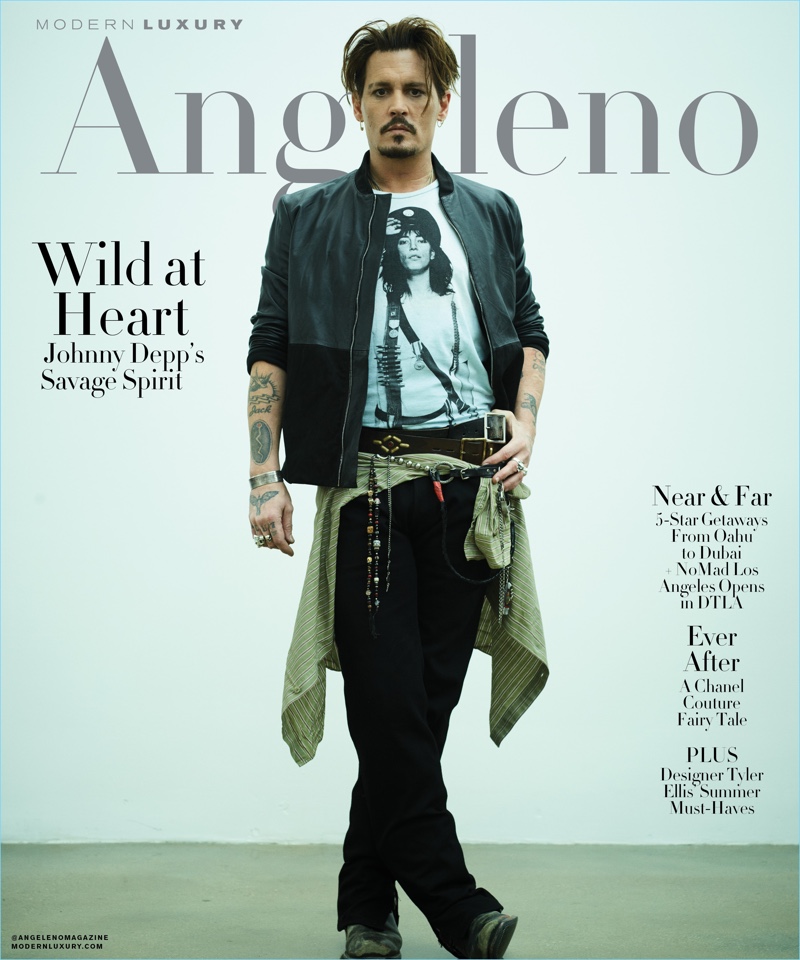 MODERN LUXURY
Angeleno
Wild at
Heart
Johnny Depp's
Savage Spirit
Jack
Near & Far
5-Star Getaways
From Oahu
to Dubai
+ NoMad Los
Angeles Opens
in DTLA
Ever
After
A Chanel
Couture
Fairy Tale
PLUS
Designer Tyler
Ellis' Summer
Must-Haves
@ANGELENOMAGAZINE
MODERNLUXURY.COM